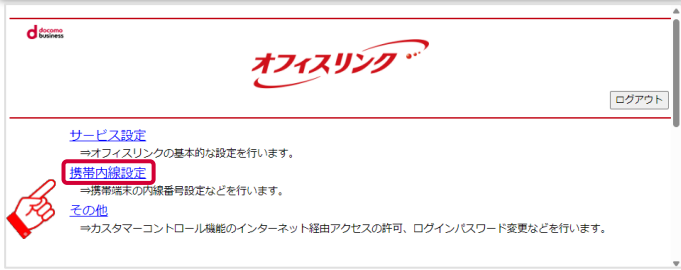 docomo
business
オフィスリンク
ログアウト
サービス設定
⇒オフィスリンクの基本的な設定を行います。
携帯内線設定
⇒携帯端末の内線番号設定などを行います。
その他
⇒カスタマーコントロール機能のインターネット経由アクセスの許可、ログインパスワード変更などを行います。